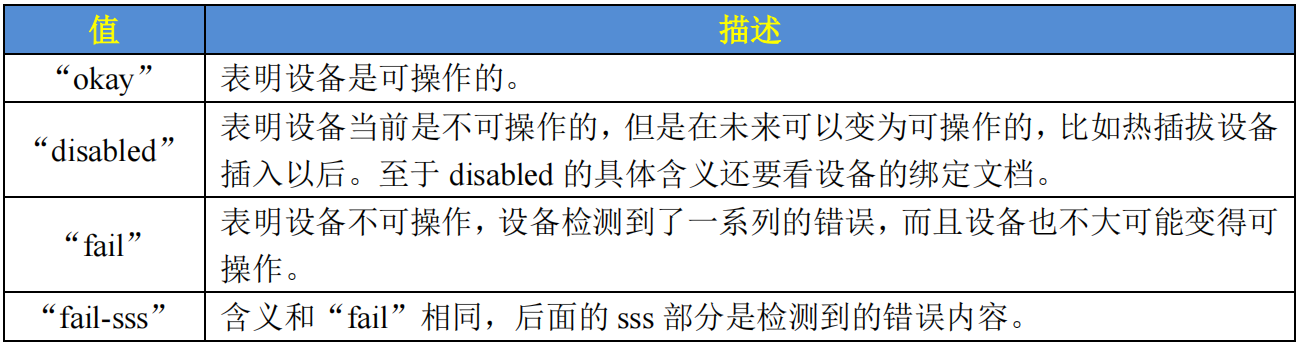 值 描述
“okay” 表明设备是可操作的。
“disabled” 表明设备当前是不可操作的，但是在未来可以变为可操作的，比如热插拔设备
插入以后。至于 disabled 的具体含义还要看设备的绑定文档。
“fail” 表明设备不可操作，设备检测到了一系列的错误，而且设备也不大可能变得可
操作。
“fail-sss” 含义和“fail”相同，后面的 sss 部分是检测到的错误内容。